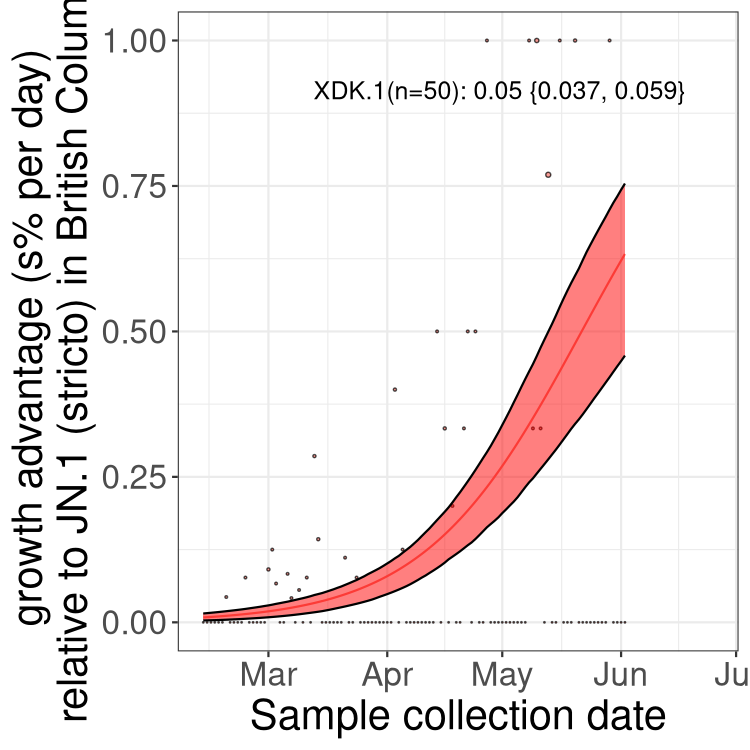 growth advantage (s% per day)
relative to JN.1 (stricto) in British Colum
1.00
0.75
0.50
0.25
0.00
XDK.1(n=50): 0.05 {0.037, 0.059}
Mar Apr May Jun Ju
Sample collection date